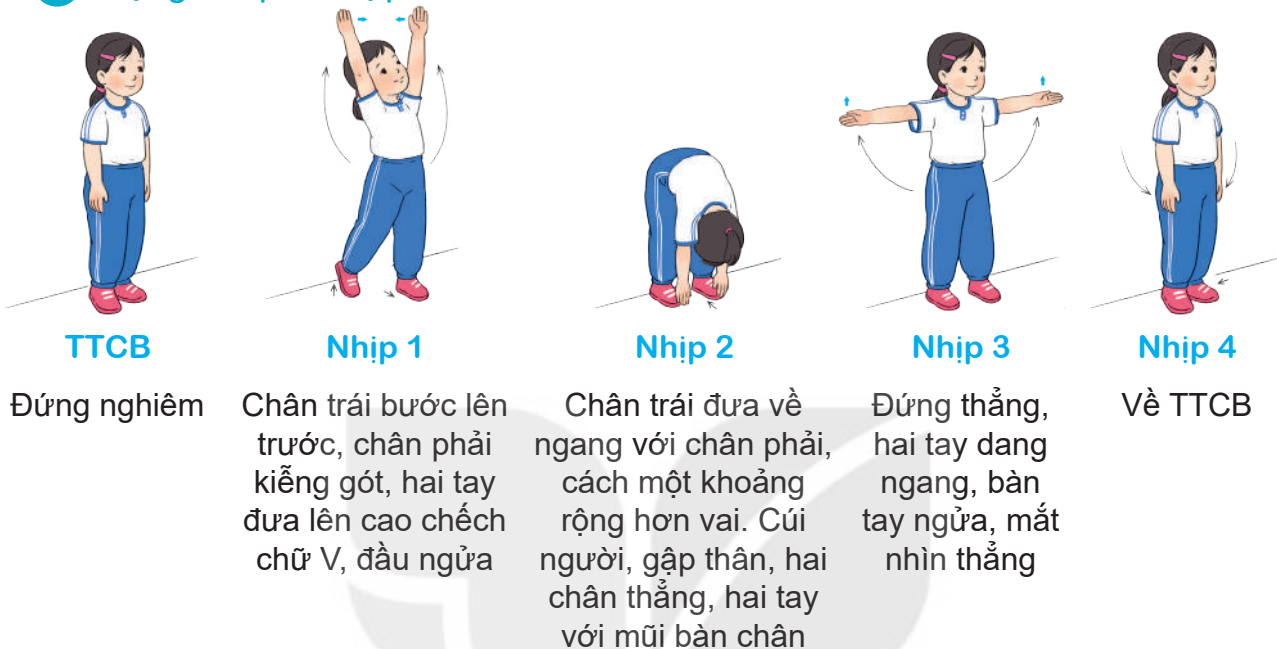 TTCB
Đứng nghiêm
Nhịp 1
Chân trái bước lên
trước, chân phải
kiễng gót, hai tay
đưa lên cao chếch
chữ V, đầu ngửa
Nhịp 2
Chân trái đưa về
ngang với chân phải,
cách một khoảng
rộng hơn vai. Cúi
người, gập thân, hai
chân thẳng, hai tay
với mũi bàn chân
Nhịp 3
Đứng thẳng,
hai tay dang
ngang, bàn
tay ngửa, mắt
nhìn thẳng
Nhịp 4
Về TTCB